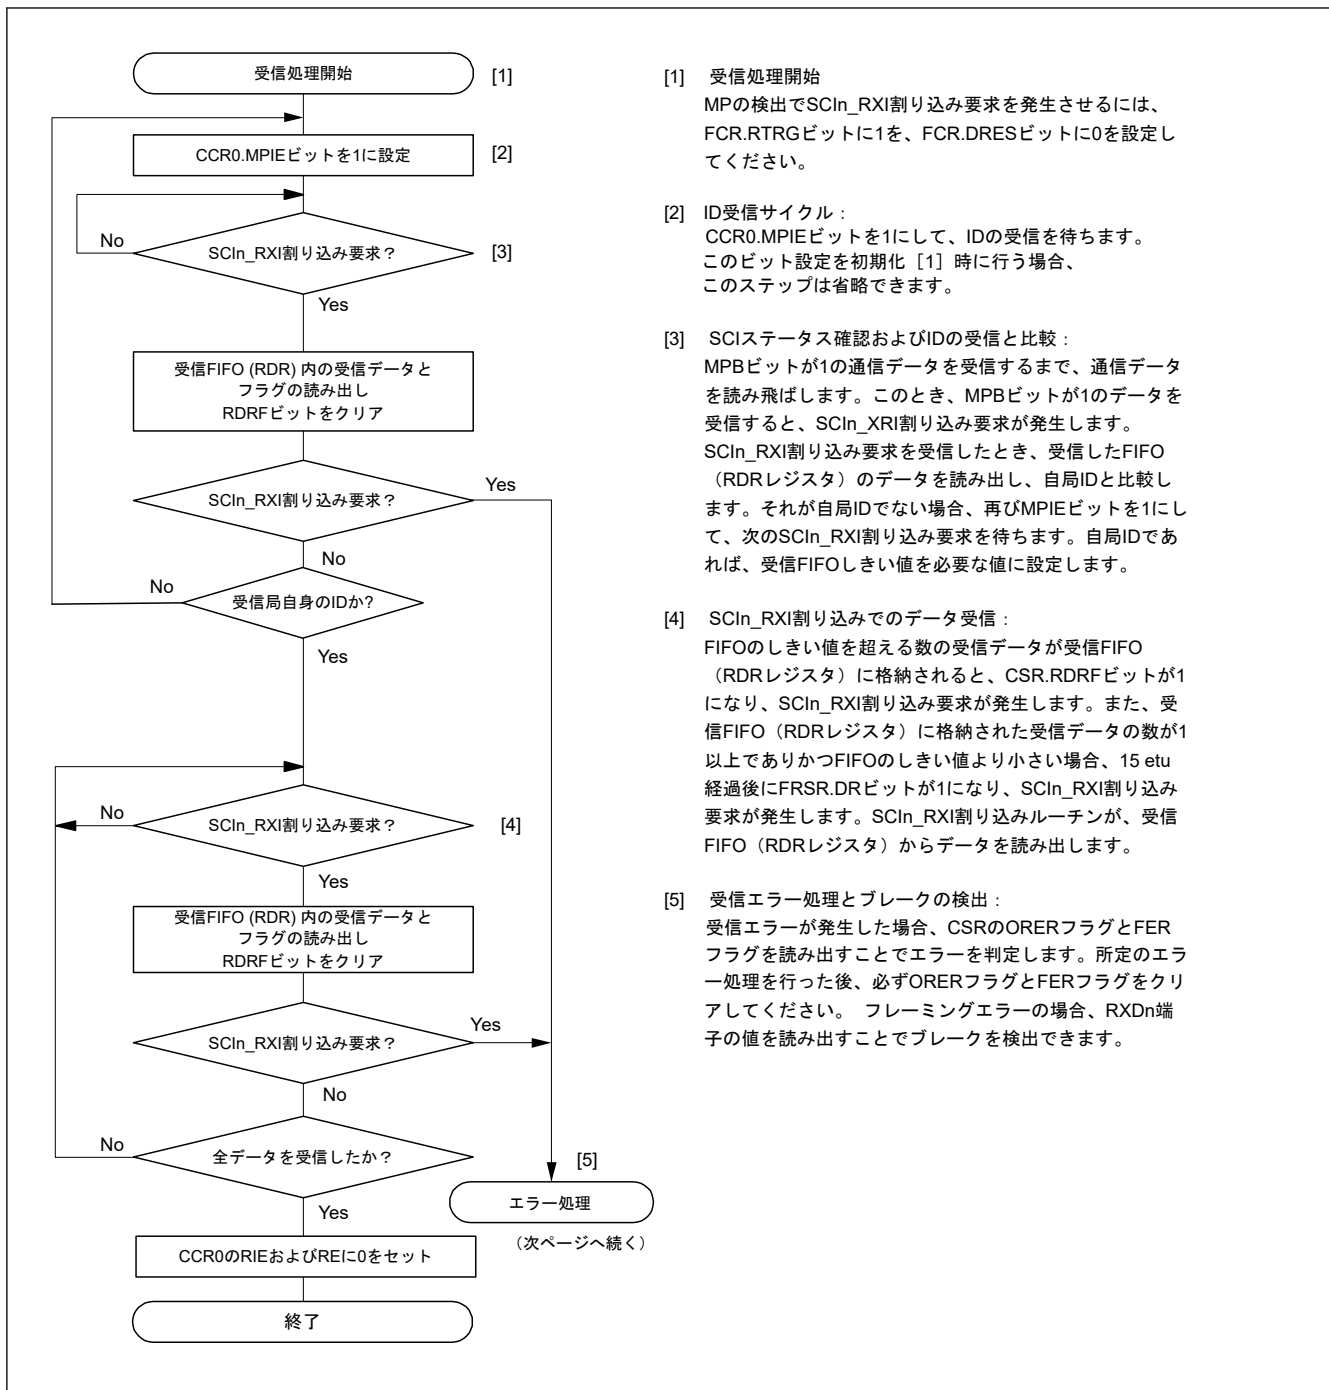 受信処理開始
[1]
CCR0.MPIEビットを1に設定
[2]
No
SCIn_RXI割り込み要求？
[3]
Yes
受信FIFO (RDR) 内の受信データと
フラグの読み出し
RDRFビットをクリア
SCIn_RXI割り込み要求？
Yes
No
No
受信局自身のIDか?
Yes
No
SCIn_RXI割り込み要求？
[4]
Yes
受信FIFO (RDR) 内の受信データと
フラグの読み出し
RDRFビットをクリア
Yes
SCIn_RXI割り込み要求？
No
No
全データを受信したか？
[5]
エラー処理
（次ページへ続く）
Yes
CCR0のRIEおよびREに0をセット
終了
[1] 受信処理開始
MPの検出でSCIn_RXI割り込み要求を発生させるには、
FCR.RTRGビットに1を、FCR.DRESビットに0を設定し
てください。
[2] ID受信サイクル：
CCR0.MPIEビットを1にして、IDの受信を待ちます。
このビット設定を初期化［1］時に行う場合、
このステップは省略できます。
[3] SCIステータス確認およびIDの受信と比較：
MPBビットが1の通信データを受信するまで、通信データ
を読み飛ばします。このとき、MPBビットが1のデータを
受信すると、SCIn_XRI割り込み要求が発生します。
SCIn_RXI割り込み要求を受信したとき、受信したFIFO
（RDRレジスタ）のデータを読み出し、自局IDと比較し
ます。それが自局IDでない場合、再びMPIEビットを1にし
て、次のSCIn_RXI割り込み要求を待ちます。自局IDであ
れば、受信FIFOしきい値を必要な値に設定します。
[4] SCIn_RXI割り込みでのデータ受信：
FIFOのしきい値を超える数の受信データが受信FIFO
（RDRレジスタ）に格納されると、CSR.RDRFビットが1
になり、SCIn_RXI割り込み要求が発生します。また、受
信FIFO（RDRレジスタ）に格納された受信データの数が1
以上でありかつFIFOのしきい値より小さい場合、15 etu
経過後にFRSR.DRビットが1になり、SCIn_RXI割り込み
要求が発生します。SCIn_RXI割り込みルーチンが、受信
FIFO（RDRレジスタ）からデータを読み出します。
[5] 受信エラー処理とブレークの検出：
受信エラーが発生した場合、CSRのORERフラグとFER
フラグを読み出すことでエラーを判定します。所定のエラ
ー処理を行った後、必ずORERフラグとFERフラグをクリ
アしてください。 フレーミングエラーの場合、RXDn端
子の値を読み出すことでブレークを検出できます。